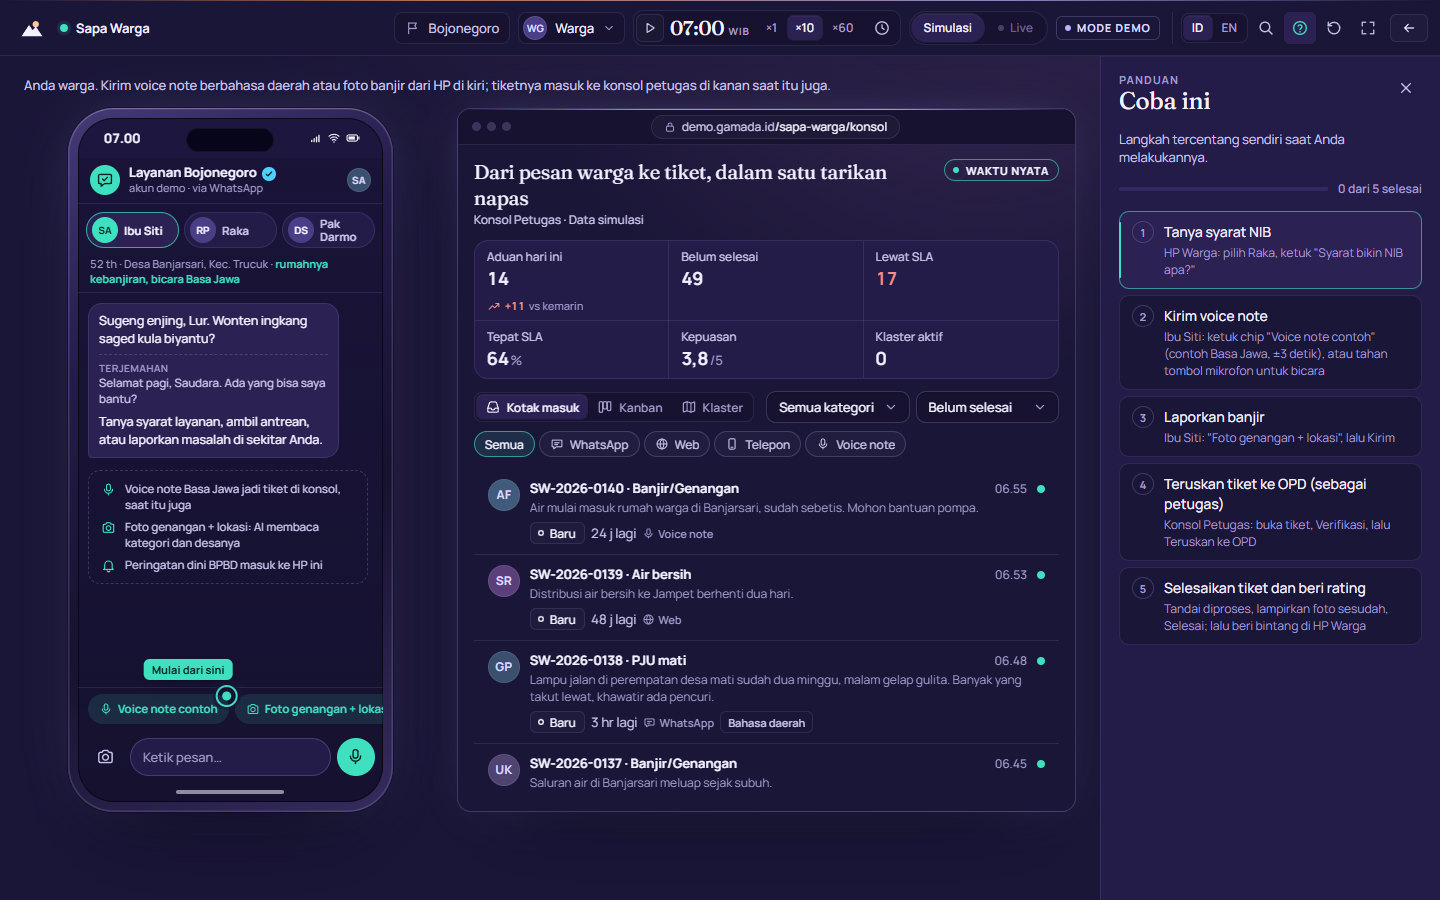 Sapa Warga
Bojonegoro
WG Warga
07:00 WIB
×1 ×10 ×60
Simulasi Live
MODE DEMO
ID EN
Anda warga. Kirim voice note berbahasa daerah atau foto banjir dari HP di kiri; tiketnya masuk ke konsol petugas di kanan saat itu juga.
07.00
Layanan Bojonegoro
akun demo · via WhatsApp
SA
SA Ibu Siti
RP Raka
DS Pak Darmo
52 th · Desa Banjarsari, Kec. Trucuk · rumahnya
kebanjiran, bicara Basa Jawa
Sugeng enjing, Lur. Wonten ingkang
saged kula biyantu?
TERJEMAHAN
Selamat pagi, Saudara. Ada yang bisa saya
bantu?
Tanya syarat layanan, ambil antrean,
atau laporkan masalah di sekitar Anda.
Voice note Basa Jawa jadi tiket di konsol,
saat itu juga
Foto genangan + lokasi: AI membaca
kategori dan desanya
Peringatan dini BPBD masuk ke HP ini
Mulai dari sini
Voice note contoh
Foto genangan + lokas
Ketik pesan...
demo.gamada.id/sapa-warga/konsol
Dari pesan warga ke tiket, dalam satu tarikan
napas
WAKTU NYATA
Konsol Petugas · Data simulasi
Aduan hari ini
14
+11 vs kemarin
Belum selesai
49
Lewat SLA
17
Tepat SLA
64%
Kepuasan
3,8/5
Klaster aktif
0
Kotak masuk Kanban Klaster
Semua kategori
Belum selesai
Semua WhatsApp Web Telepon Voice note
AF
SW-2026-0140 · Banjir/Genangan
06.55
Air mulai masuk rumah warga di Banjarsari, sudah sebetis. Mohon bantuan pompa.
Baru 24 j lagi Voice note
SR
SW-2026-0139 · Air bersih
06.53
Distribusi air bersih ke Jampet berhenti dua hari.
Baru 48 j lagi Web
GP
SW-2026-0138 · PJU mati
06.48
Lampu jalan di perempatan desa mati sudah dua minggu, malam gelap gulita. Banyak yang
takut lewat, khawatir ada pencuri.
Baru 3 hr lagi WhatsApp Bahasa daerah
UK
SW-2026-0137 · Banjir/Genangan
06.45
Saluran air di Banjarsari meluap sejak subuh.
PANDUAN
Coba ini
Langkah tercentang sendiri saat Anda
melakukannya.
0 dari 5 selesai
1 Tanya syarat NIB
HP Warga: pilih Raka, ketuk "Syarat bikin NIB
apa?"
2 Kirim voice note
Ibu Siti: ketuk chip "Voice note contoh"
(contoh Basa Jawa, ±3 detik), atau tahan
tombol mikrofon untuk bicara
3 Laporkan banjir
Ibu Siti: "Foto genangan + lokasi", lalu Kirim
4 Teruskan tiket ke OPD (sebagai
petugas)
Konsol Petugas: buka tiket, Verifikasi, lalu
Teruskan ke OPD
5 Selesaikan tiket dan beri rating
Tandai diproses, lampirkan foto sesudah,
Selesai; lalu beri bintang di HP Warga